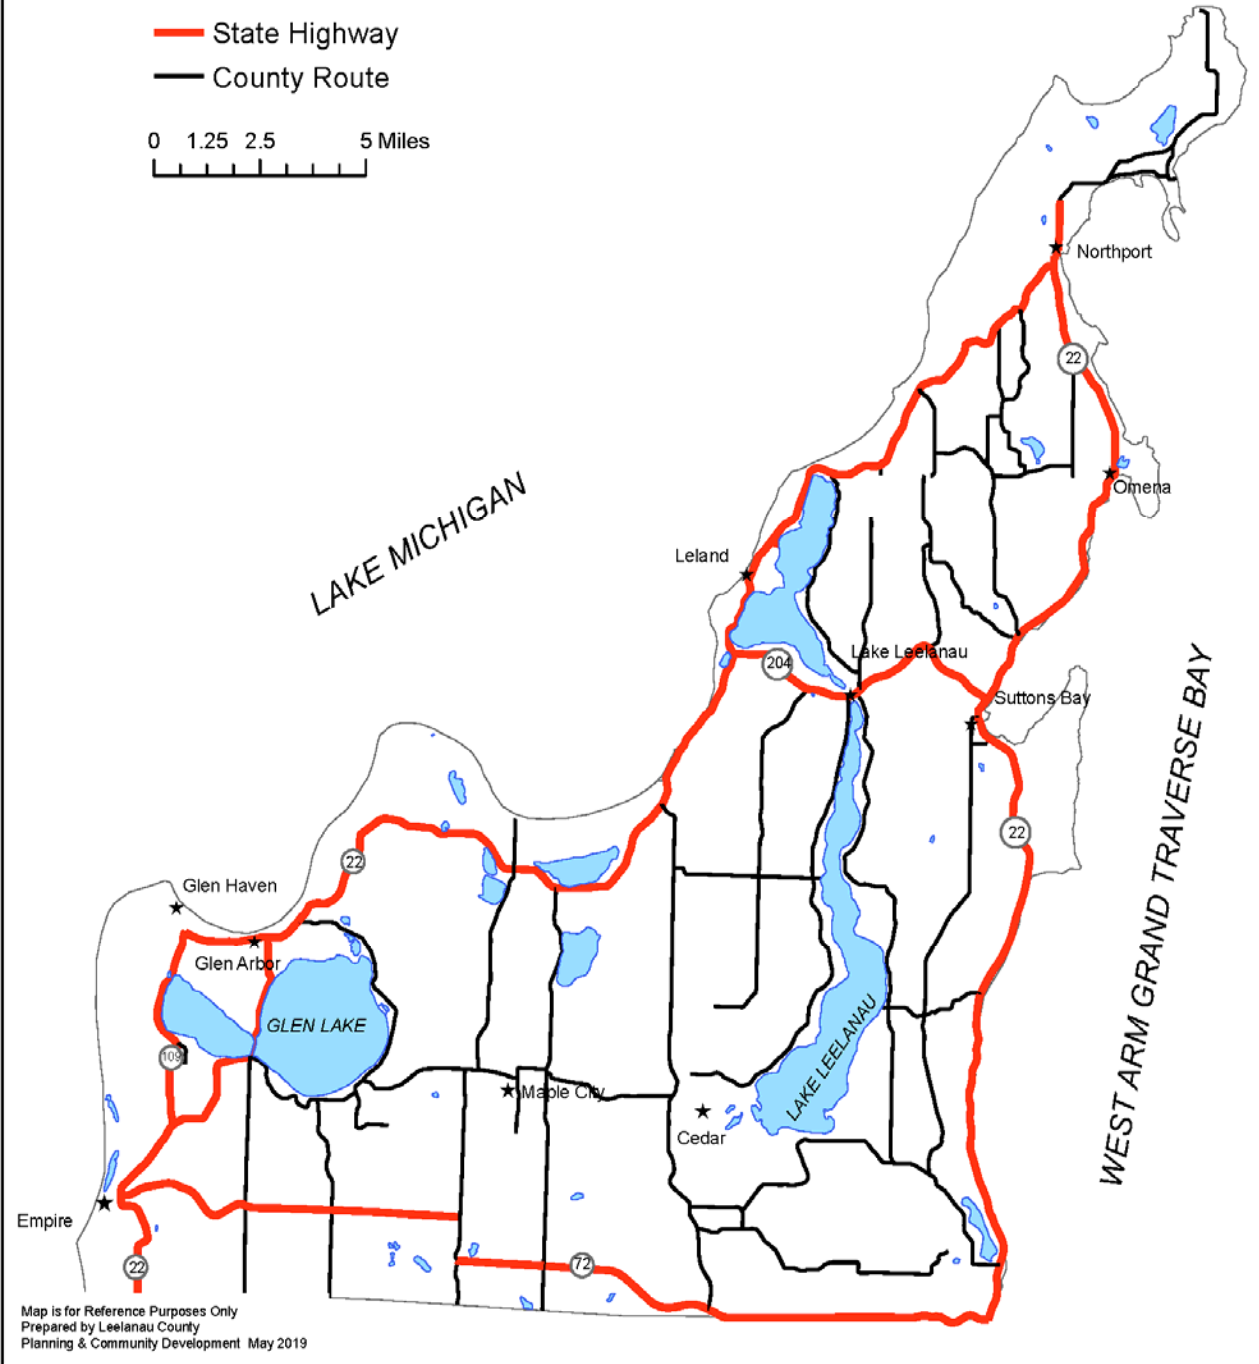 State Highway
County Route
0 1.25 2.5 5 Miles
Northport
22
Omena
LAKE MICHIGAN
Leland
Lake Leelanau
204
Suttons Bay
WEST ARM GRAND TRAVERSE BAY
22
22
Glen Haven
Glen Arbor
GLEN LAKE
LAKE LEELANAU
109
Maple City
Cedar
Empire
22
72
Map is for Reference Purposes Only
Prepared by Leelanau County
Planning & Community Development May 2019